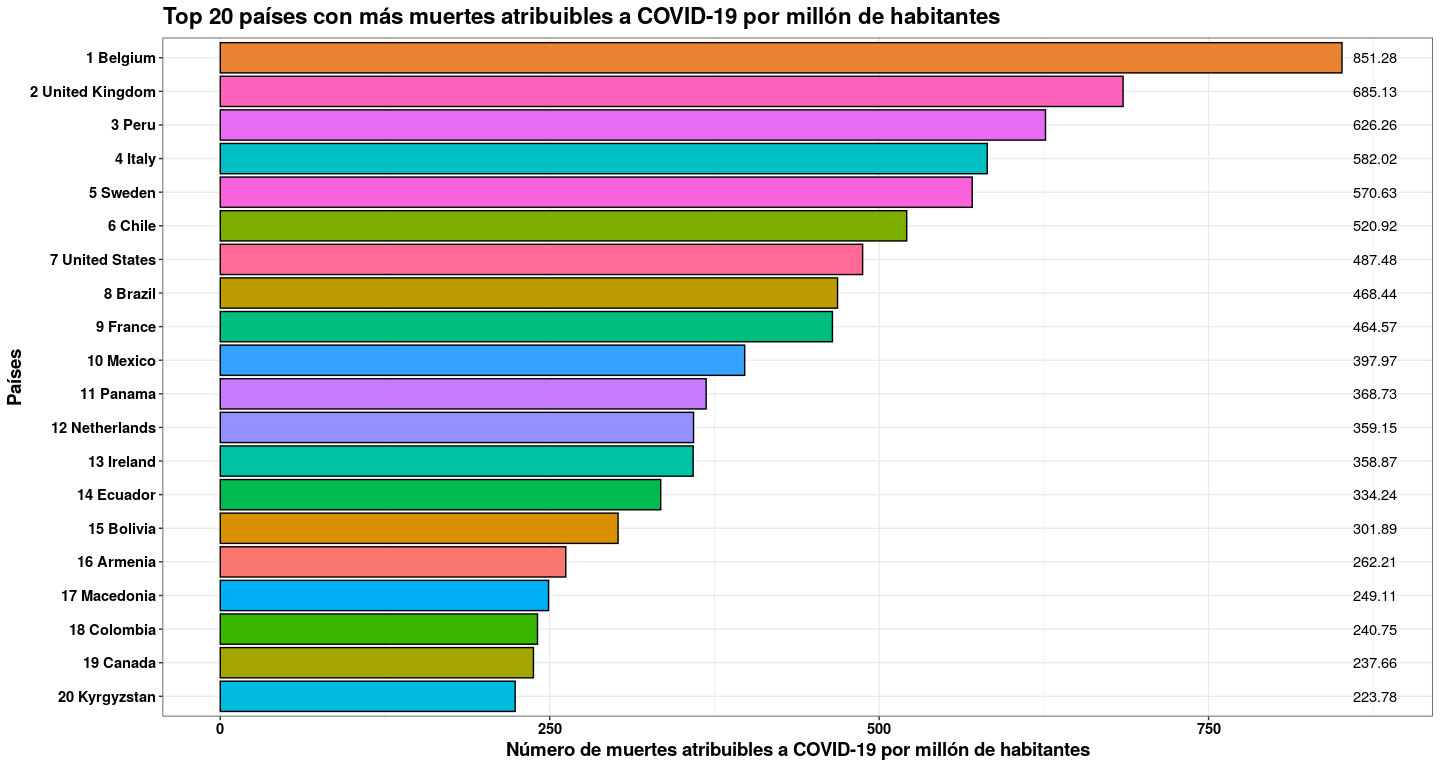 Top 20 países con más muertes atribuibles a COVID-19 por millón de habitantes
Países
1 Belgium 851.28
2 United Kingdom 685.13
3 Peru 626.26
4 Italy 582.02
5 Sweden 570.63
6 Chile 520.92
7 United States 487.48
8 Brazil 468.44
9 France 464.57
10 Mexico 397.97
11 Panama 368.73
12 Netherlands 359.15
13 Ireland 358.87
14 Ecuador 334.24
15 Bolivia 301.89
16 Armenia 262.21
17 Macedonia 249.11
18 Colombia 240.75
19 Canada 237.66
20 Kyrgyzstan 223.78
0 250 500 750
Número de muertes atribuibles a COVID-19 por millón de habitantes